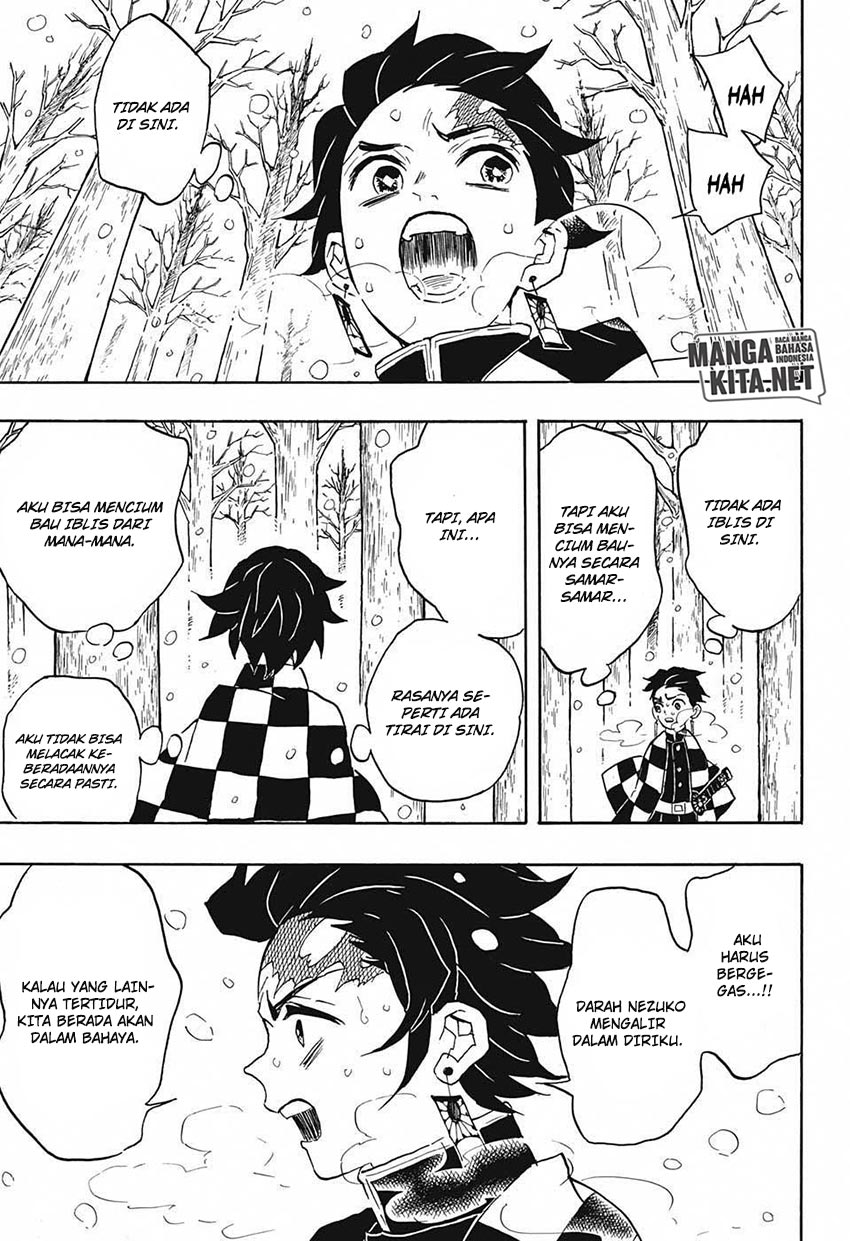 HAH
HAH
TIDAK ADA
DI SINI.
MANGA
KITA.NET
BACA MANGA
BAHASA
INDONESIA
TIDAK ADA
IBLIS DI
SINI.
TAPI AKU
BISA MEN-
CIUM BAU-
NYA SECARA
SAMAR-
SAMAR...
TAPI, APA
INI...
RASANYA SE-
PERTI ADA
TIRAI DI SINI.
AKU BISA MENCIUM
BAU IBLIS DARI
MANA-MANA.
AKU TIDAK BISA
MELACAK KE-
BERADAANNYA
SECARA PASTI.
AKU
HARUS
BERGE-
GAS...!!
DARAH NEZUKO
MENGALIR
DALAM DIRIKU.
KALAU YANG LAIN-
NYA TERTIDUR,
KITA BERADA AKAN
DALAM BAHAYA.